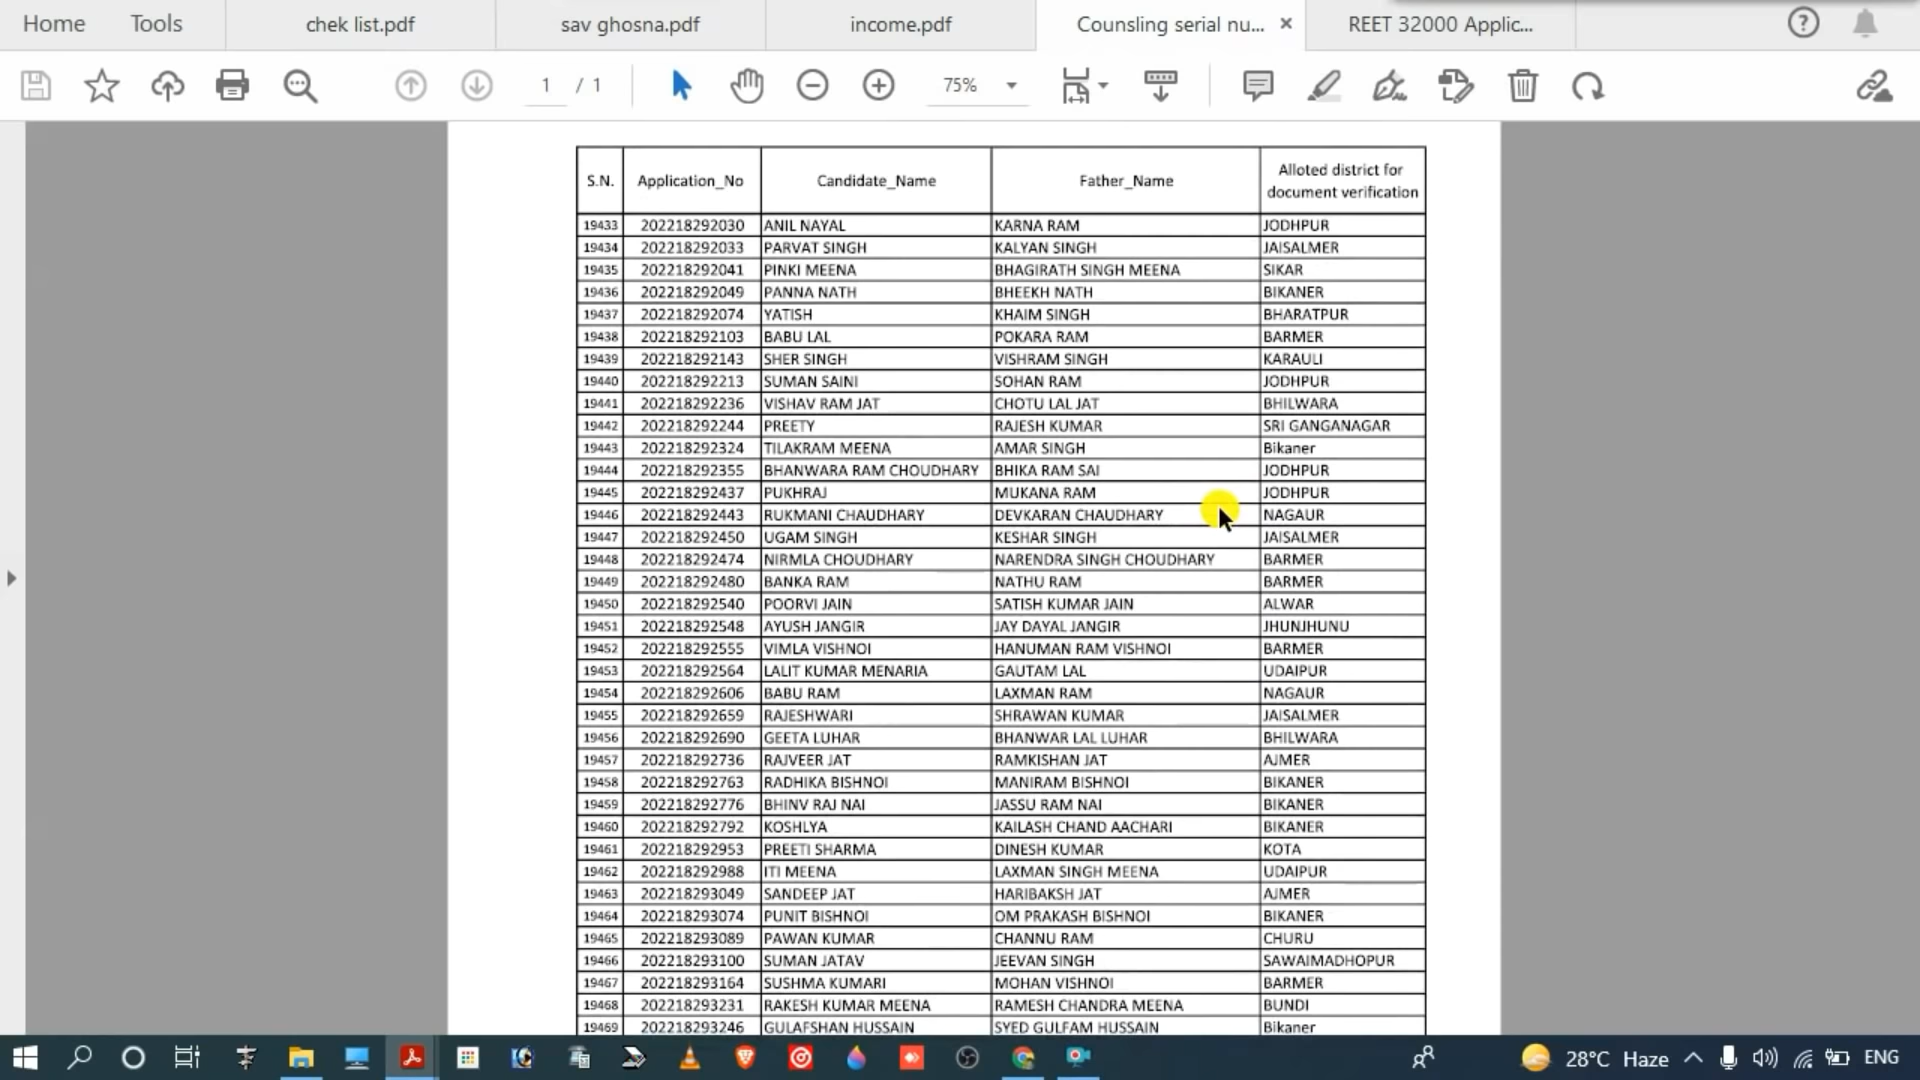 Home Tools chek list.pdf sav ghosna.pdf income.pdf Counsling serial nu... × REET 32000 Applic...
1 / 1 75%
S.N. Application_No Candidate_Name Father_Name Alloted district for
document verification
19433 202218292030 ANIL NAYAL KARNA RAM JODHPUR
19434 202218292033 PARVAT SINGH KALYAN SINGH JAISALMER
19435 202218292041 PINKI MEENA BHAGIRATH SINGH MEENA SIKAR
19436 202218292049 PANNA NATH BHEEKH NATH BIKANER
19437 202218292074 YATISH KHAIM SINGH BHARATPUR
19438 202218292103 BABU LAL POKARA RAM BARMER
19439 202218292143 SHER SINGH VISHRAM SINGH KARAULI
19440 202218292213 SUMAN SAINI SOHAN RAM JODHPUR
19441 202218292236 VISHAV RAM JAT CHOTU LAL JAT BHILWARA
19442 202218292244 PREETY RAJESH KUMAR SRI GANGANAGAR
19443 202218292324 TILAKRAM MEENA AMAR SINGH Bikaner
19444 202218292355 BHANWARA RAM CHOUDHARY BHIKA RAM SAI JODHPUR
19445 202218292437 PUKHRAJ MUKANA RAM JODHPUR
19446 202218292443 RUKMANI CHAUDHARY DEVKARAN CHAUDHARY NAGAUR
19447 202218292450 UGAM SINGH KESHAR SINGH JAISALMER
19448 202218292474 NIRMLA CHOUDHARY NARENDRA SINGH CHOUDHARY BARMER
19449 202218292480 BANKA RAM NATHU RAM BARMER
19450 202218292540 POORVI JAIN SATISH KUMAR JAIN ALWAR
19451 202218292548 AYUSH JANGIR JAY DAYAL JANGIR JHUNJHUNU
19452 202218292555 VIMLA VISHNOI HANUMAN RAM VISHNOI BARMER
19453 202218292564 LALIT KUMAR MENARIA GAUTAM LAL UDAIPUR
19454 202218292606 BABU RAM LAXMAN RAM NAGAUR
19455 202218292659 RAJESHWARI SHRAWAN KUMAR JAISALMER
19456 202218292690 GEETA LUHAR BHANWAR LAL LUHAR BHILWARA
19457 202218292736 RAJVEER JAT RAMKISHAN JAT AJMER
19458 202218292763 RADHIKA BISHNOI MANIRAM BISHNOI BIKANER
19459 202218292776 BHINV RAJ NAI JASSU RAM NAI BIKANER
19460 202218292792 KOSHLYA KAILASH CHAND AACHARI BIKANER
19461 202218292953 PREETI SHARMA DINESH KUMAR KOTA
19462 202218292988 ITI MEENA LAXMAN SINGH MEENA UDAIPUR
19463 202218293049 SANDEEP JAT HARIBAKSH JAT AJMER
19464 202218293074 PUNIT BISHNOI OM PRAKASH BISHNOI BIKANER
19465 202218293089 PAWAN KUMAR CHANNU RAM CHURU
19466 202218293100 SUMAN JATAV JEEVAN SINGH SAWAIMADHOPUR
19467 202218293164 SUSHMA KUMARI MOHAN VISHNOI BARMER
19468 202218293231 RAKESH KUMAR MEENA RAMESH CHANDRA MEENA BUNDI
19469 202218293246 GULAFSHAN HUSSAIN SYED GULFAM HUSSAIN Bikaner
28°C Haze ENG